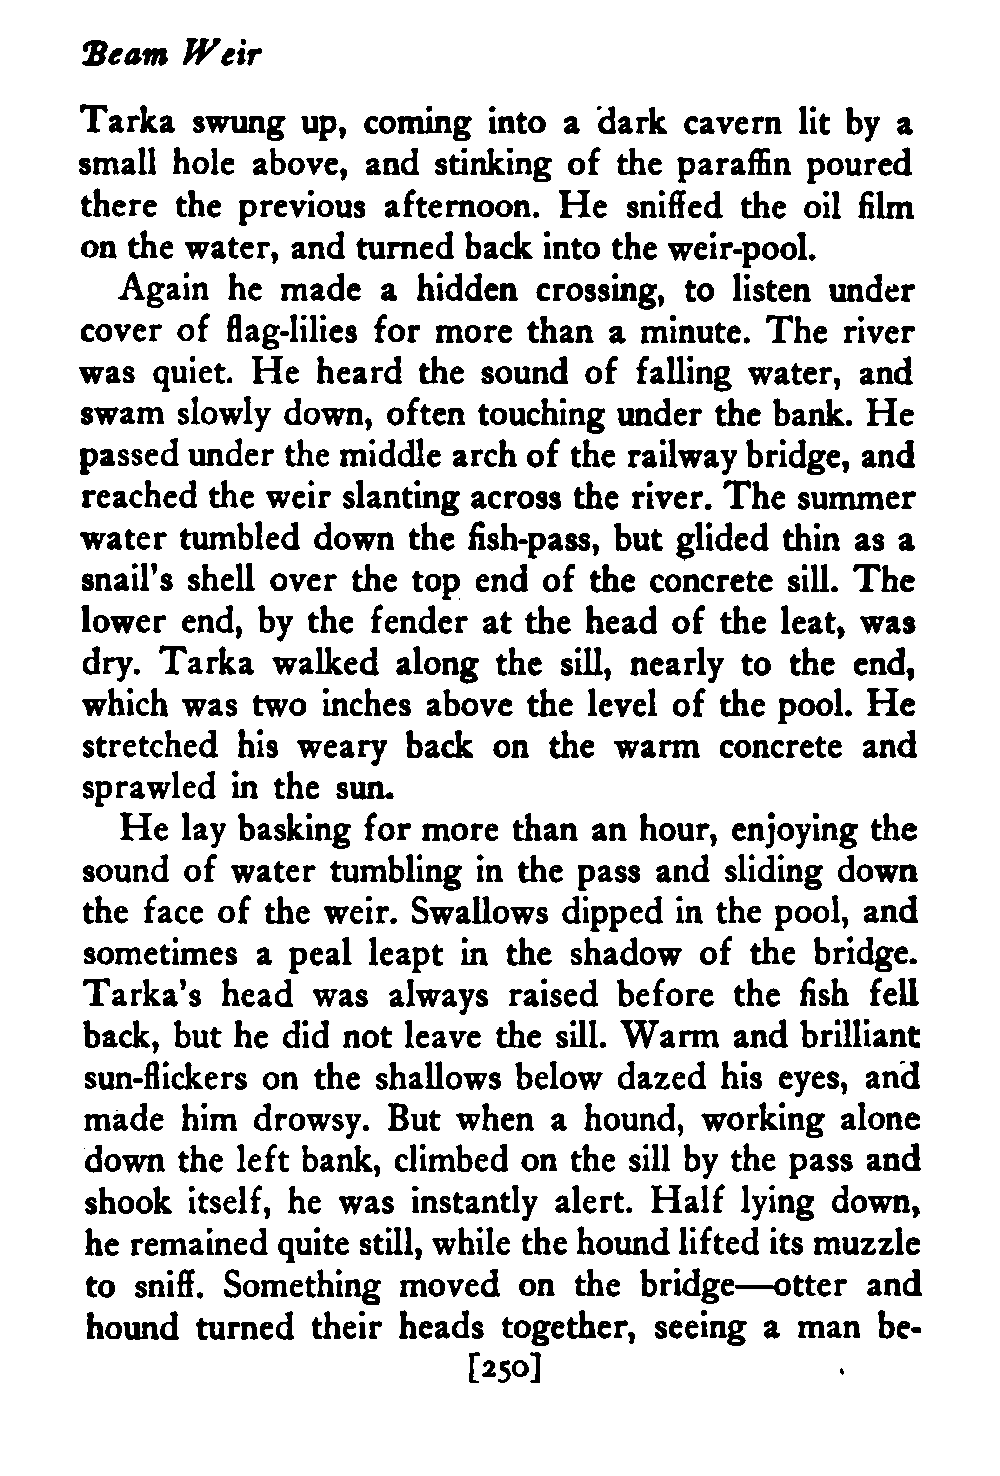 Beam Weir
Tarka swung up, coming into a dark cavern lit by a
small hole above, and stinking of the paraffin poured
there the previous afternoon. He sniffed the oil film
on the water, and turned back into the weir-pool.
Again he made a hidden crossing, to listen under
cover of flag-lilies for more than a minute. The river
was quiet. He heard the sound of falling water, and
swam slowly down, often touching under the bank. He
passed under the middle arch of the railway bridge, and
reached the weir slanting across the river. The summer
water tumbled down the fish-pass, but glided thin as a
snail's shell over the top end of the concrete sill. The
lower end, by the fender at the head of the leat, was
dry. Tarka walked along the sill, nearly to the end,
which was two inches above the level of the pool. He
stretched his weary back on the warm concrete and
sprawled in the sun.
He lay basking for more than an hour, enjoying the
sound of water tumbling in the pass and sliding down
the face of the weir. Swallows dipped in the pool, and
sometimes a peal leapt in the shadow of the bridge.
Tarka's head was always raised before the fish fell
back, but he did not leave the sill. Warm and brilliant
sun-flickers on the shallows below dazed his eyes, and
made him drowsy. But when a hound, working alone
down the left bank, climbed on the sill by the pass and
shook itself, he was instantly alert. Half lying down,
he remained quite still, while the hound lifted its muzzle
to sniff. Something moved on the bridge—otter and
hound turned their heads together, seeing a man be-
[250]